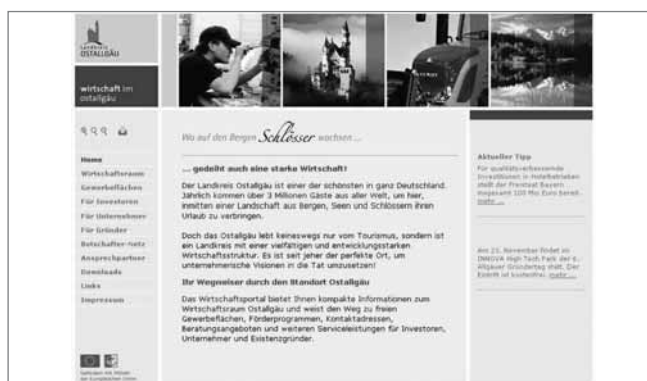 Landkreis
OSTALLGÄU
wirtschaft im
ostallgäu
Home
Wirtschaftsraum
Gewerbeflächen
Für Investoren
Für Unternehmer
Für Gründer
Botschafter-Netz
Ansprechpartner
Downloads
Links
Impressum
Gefördert mit Mitteln
der Europäischen Union
Wo auf den Bergen Schlösser wachsen ...
... gedeiht auch eine starke Wirtschaft!
Der Landkreis Ostallgäu ist einer der schönsten in ganz Deutschland.
Jährlich kommen über 3 Millionen Gäste aus aller Welt, um hier,
inmitten einer Landschaft aus Bergen, Seen und Schlössern ihren
Urlaub zu verbringen.
Doch das Ostallgäu lebt keineswegs nur vom Tourismus, sondern ist
ein Landkreis mit einer vielfältigen und entwicklungsstarken
Wirtschaftsstruktur. Es ist seit jeher der perfekte Ort, um
unternehmerische Visionen in die Tat umzusetzen!
Ihr Wegweiser durch den Standort Ostallgäu
Das Wirtschaftsportal bietet Ihnen kompakte Informationen zum
Wirtschaftsraum Ostallgäu und weist den Weg zu freien
Gewerbeflächen, Förderprogrammen, Kontaktadressen,
Beratungsangeboten und weiteren Serviceleistungen für Investoren,
Unternehmer und Existenzgründer.
Aktueller Tipp
Für qualitätsverbessernde
Investitionen in Hotelbetrieben
stellt der Freistaat Bayern
insgesamt 100 Mio Euro bereit.
mehr ...
Am 23. November findet im
INNOVA High Tech Park der 6.
Allgäuer Gründertag statt. Der
Eintritt ist kostenfrei. mehr ...